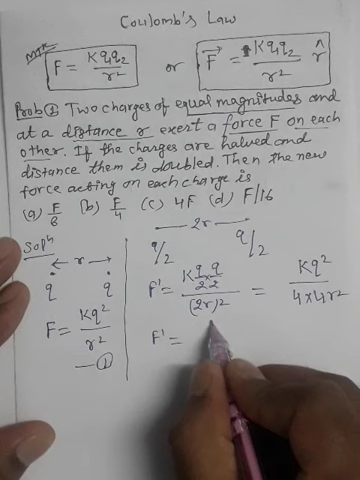 Coulomb's Law
F = Kq1q2/r² or F⃗ = Kq1q2/r² r̂
Prob① Two charges of equal magnitudes and
at a distance r exert a force F on each
other. If the charges are halved and
distance them is doubled. Then the new
force acting on each charge is
(a) F/8 (b) F/4 (c) 4F (d) F/16
Solⁿ
← r →
q q
F = Kq²/r²
—①
← 2r →
q/2 q/2
F' = K q/2 × q/2 / (2r)² = Kq²/4×4r²
F' =